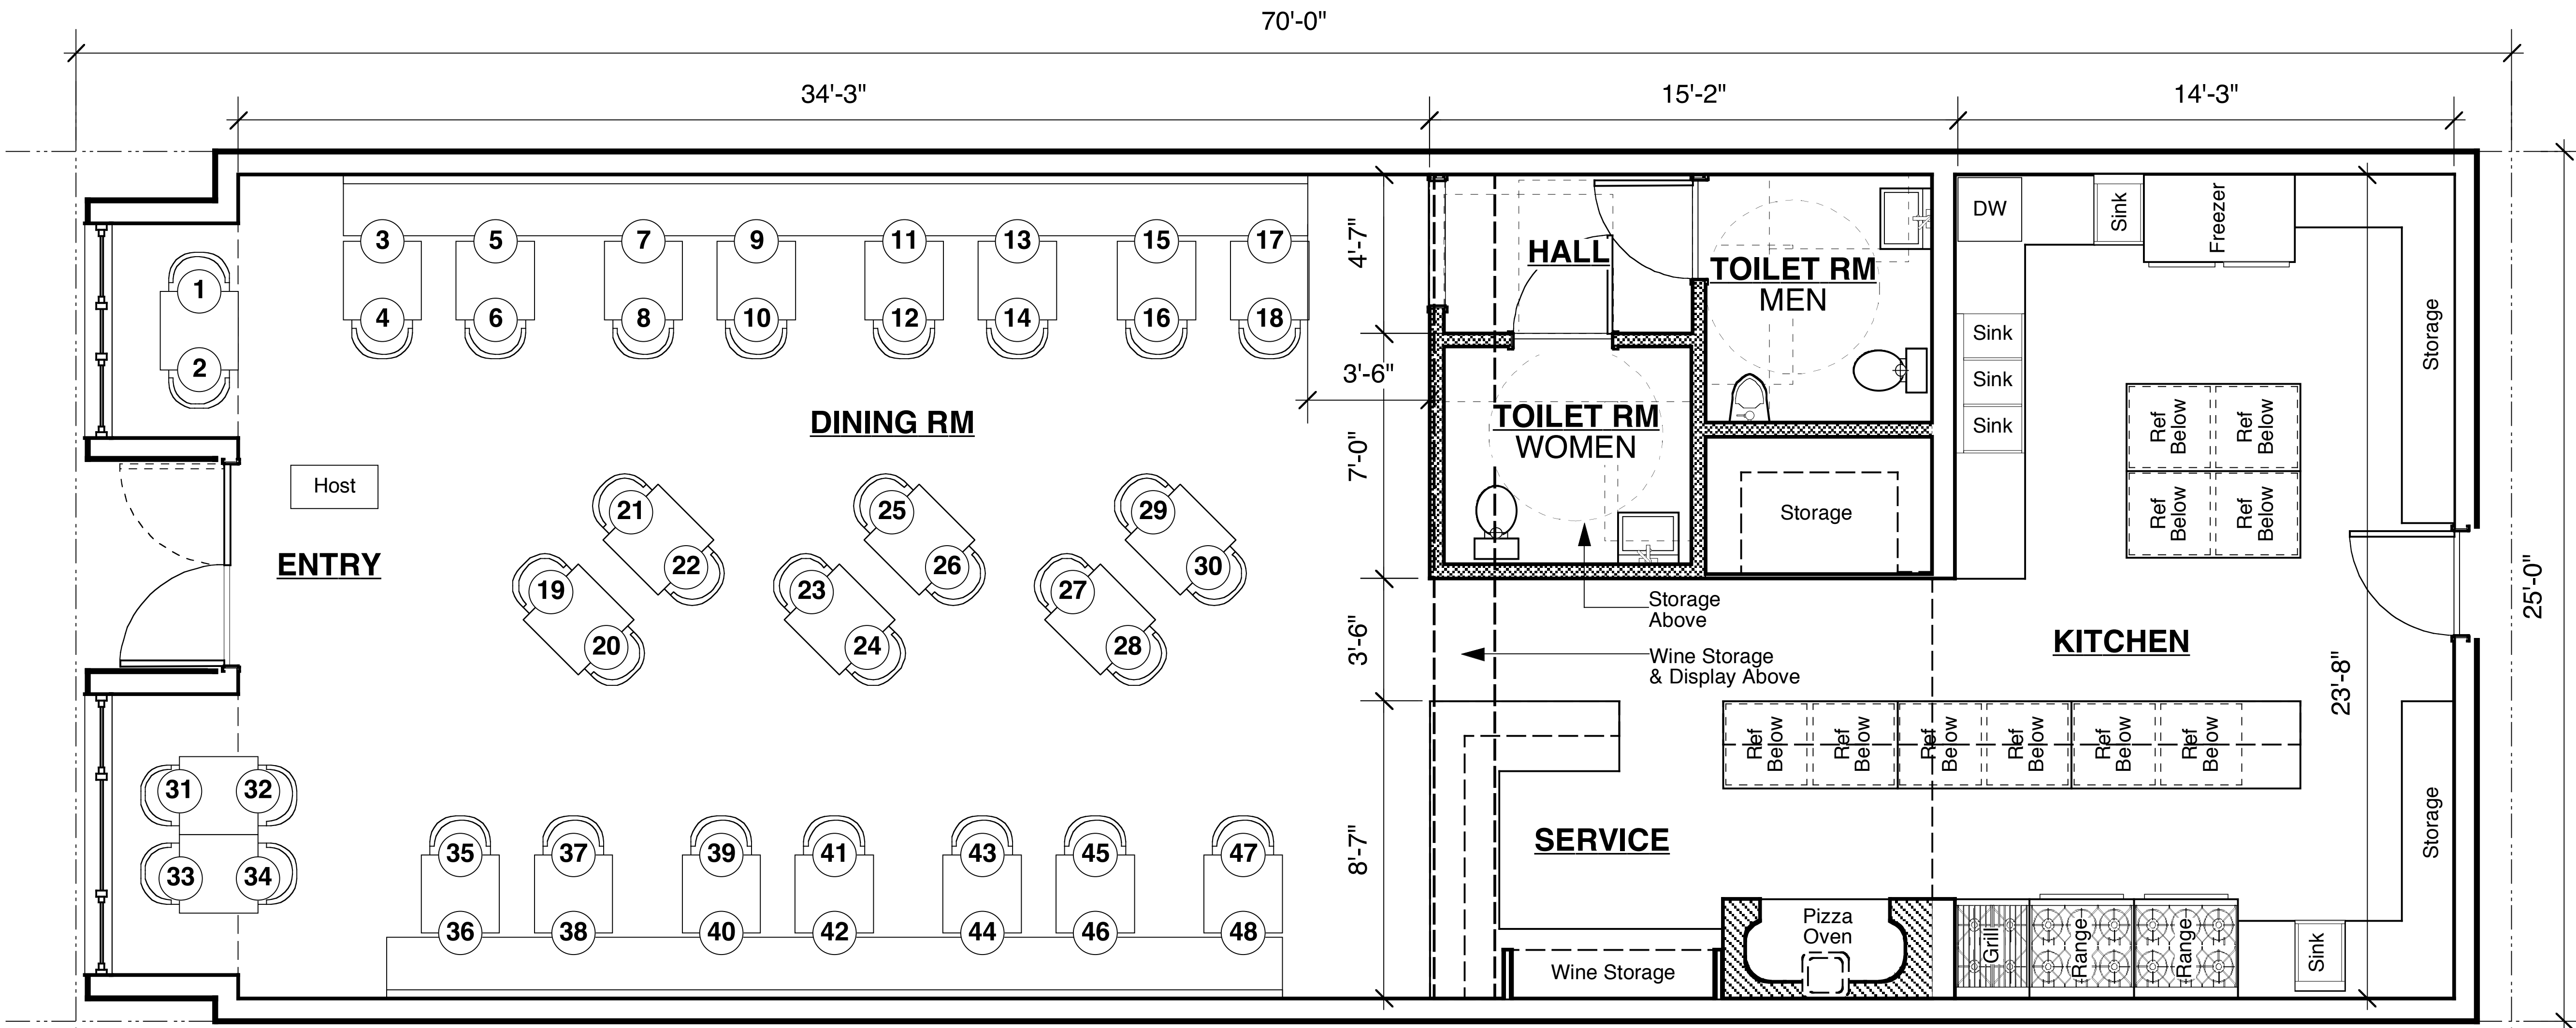 70'-0"
34'-3"
15'-2"
14'-3"
DW
Sink
Freezer
3
5
7
9
11
13
15
17
4'-7"
HALL
TOILET RM
MEN
1
4
6
8
10
12
14
16
18
2
3'-6"
Sink
Sink
Sink
Storage
DINING RM
TOILET RM
WOMEN
7'-0"
Ref
Below
Ref
Below
Ref
Below
Ref
Below
Host
21
25
29
Storage
ENTRY
22
26
30
19
23
27
20
24
28
Storage
Above
3'-6"
Wine Storage
& Display Above
KITCHEN
23'-8"
25'-0"
Ref
Below
Ref
Below
Ref
Below
Ref
Below
Ref
Below
Ref
Below
31
32
33
34
35
37
39
41
43
45
47
8'-7"
SERVICE
Storage
36
38
40
42
44
46
48
Pizza
Oven
Wine Storage
Grill
Range
Range
Sink